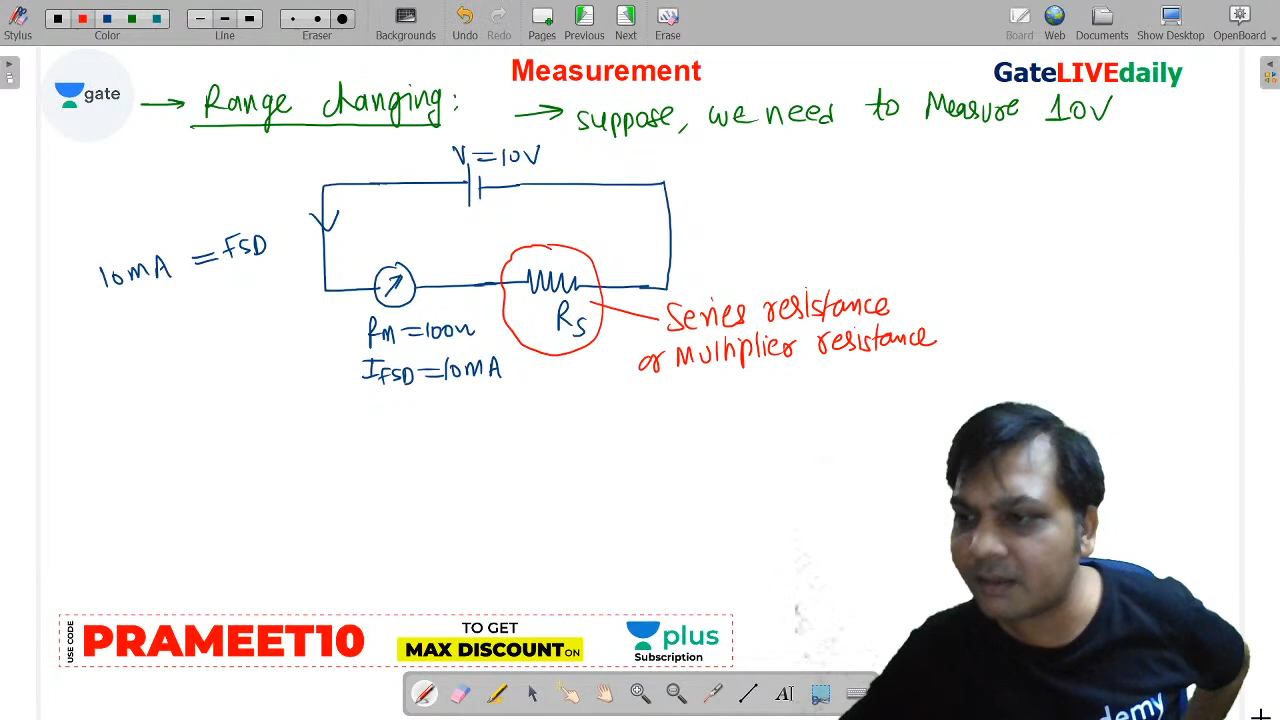 Stylus
Color
Line
Eraser
Backgrounds
Undo
Redo
Pages
Previous
Next
Erase
Board
Web
Documents
Show Desktop
OpenBoard
gate
Measurement
GateLIVEdaily
→ Range changing:
→ suppose, we need to Measure 10V
V=10V
10mA = FSD
Rm=100Ω
IFSD=10mA
RS
Series resistance
or multiplier resistance
USE CODE
PRAMEET10
TO GET
MAX DISCOUNT ON
plus
Subscription
demy